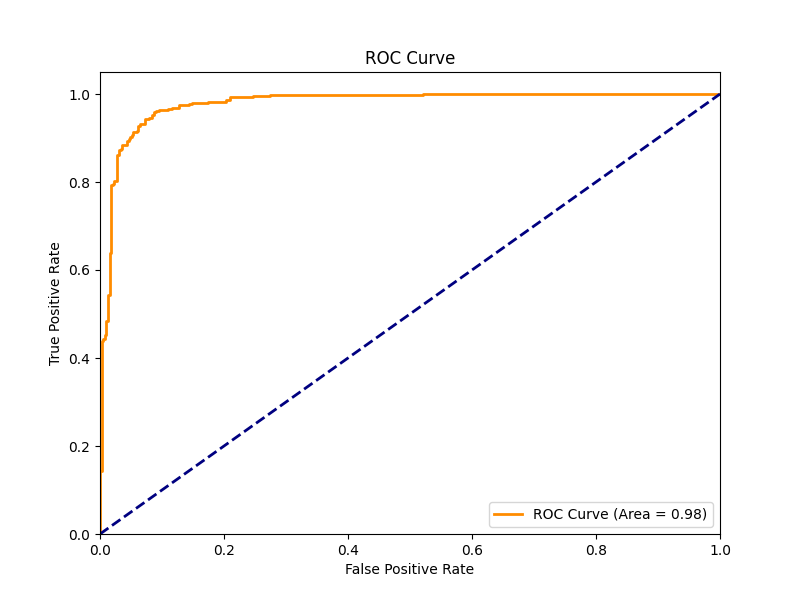 ROC Curve
1.0
0.8
0.6
0.4
0.2
0.0
True Positive Rate
ROC Curve (Area = 0.98)
0.0 0.2 0.4 0.6 0.8 1.0
False Positive Rate